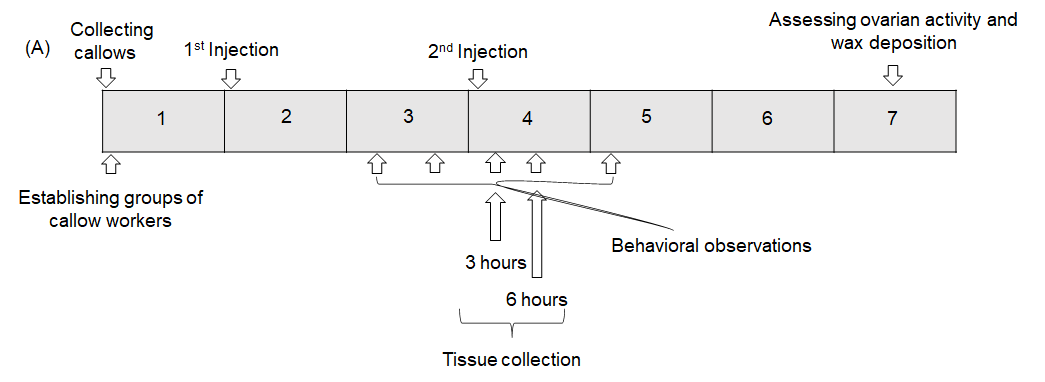 (A)
Collecting
callows
1st Injection
2nd Injection
Assessing ovarian activity and
wax deposition
1
2
3
4
5
6
7
Establishing groups of
callow workers
Behavioral observations
3 hours
6 hours
Tissue collection